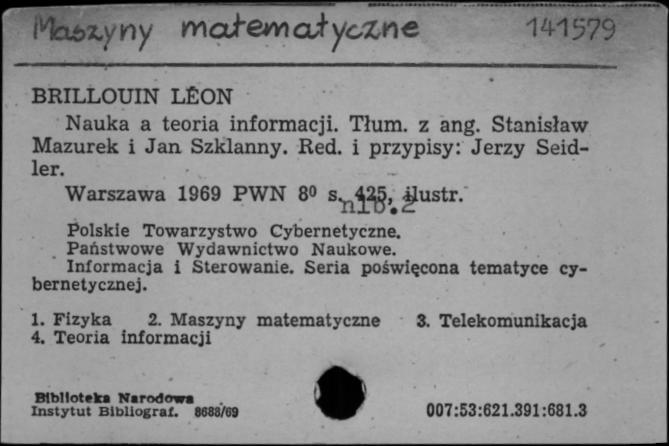 Maszyny matematyczne 141579
BRILLOUIN LÉON
Nauka a teoria informacji. Tłum. z ang. Stanisław
Mazurek i Jan Szklanny. Red. i przypisy: Jerzy Seid-
ler.
Warszawa 1969 PWN 8⁰ s. 425, ilustr.
nlb.2
Polskie Towarzystwo Cybernetyczne.
Państwowe Wydawnictwo Naukowe.
Informacja i Sterowanie. Seria poświęcona tematyce cy-
bernetycznej.
1. Fizyka 2. Maszyny matematyczne 3. Telekomunikacja
4. Teoria informacji
Biblioteka Narodowa
Instytut Bibliograf. 8688/69 007:53:621.391:681.3